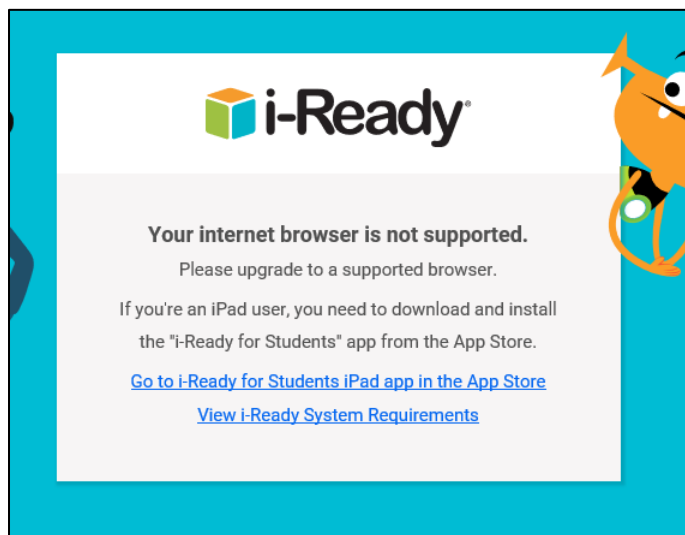 i-Ready®
Your internet browser is not supported.
Please upgrade to a supported browser.
If you're an iPad user, you need to download and install
the "i-Ready for Students" app from the App Store.
Go to i-Ready for Students iPad app in the App Store
View i-Ready System Requirements